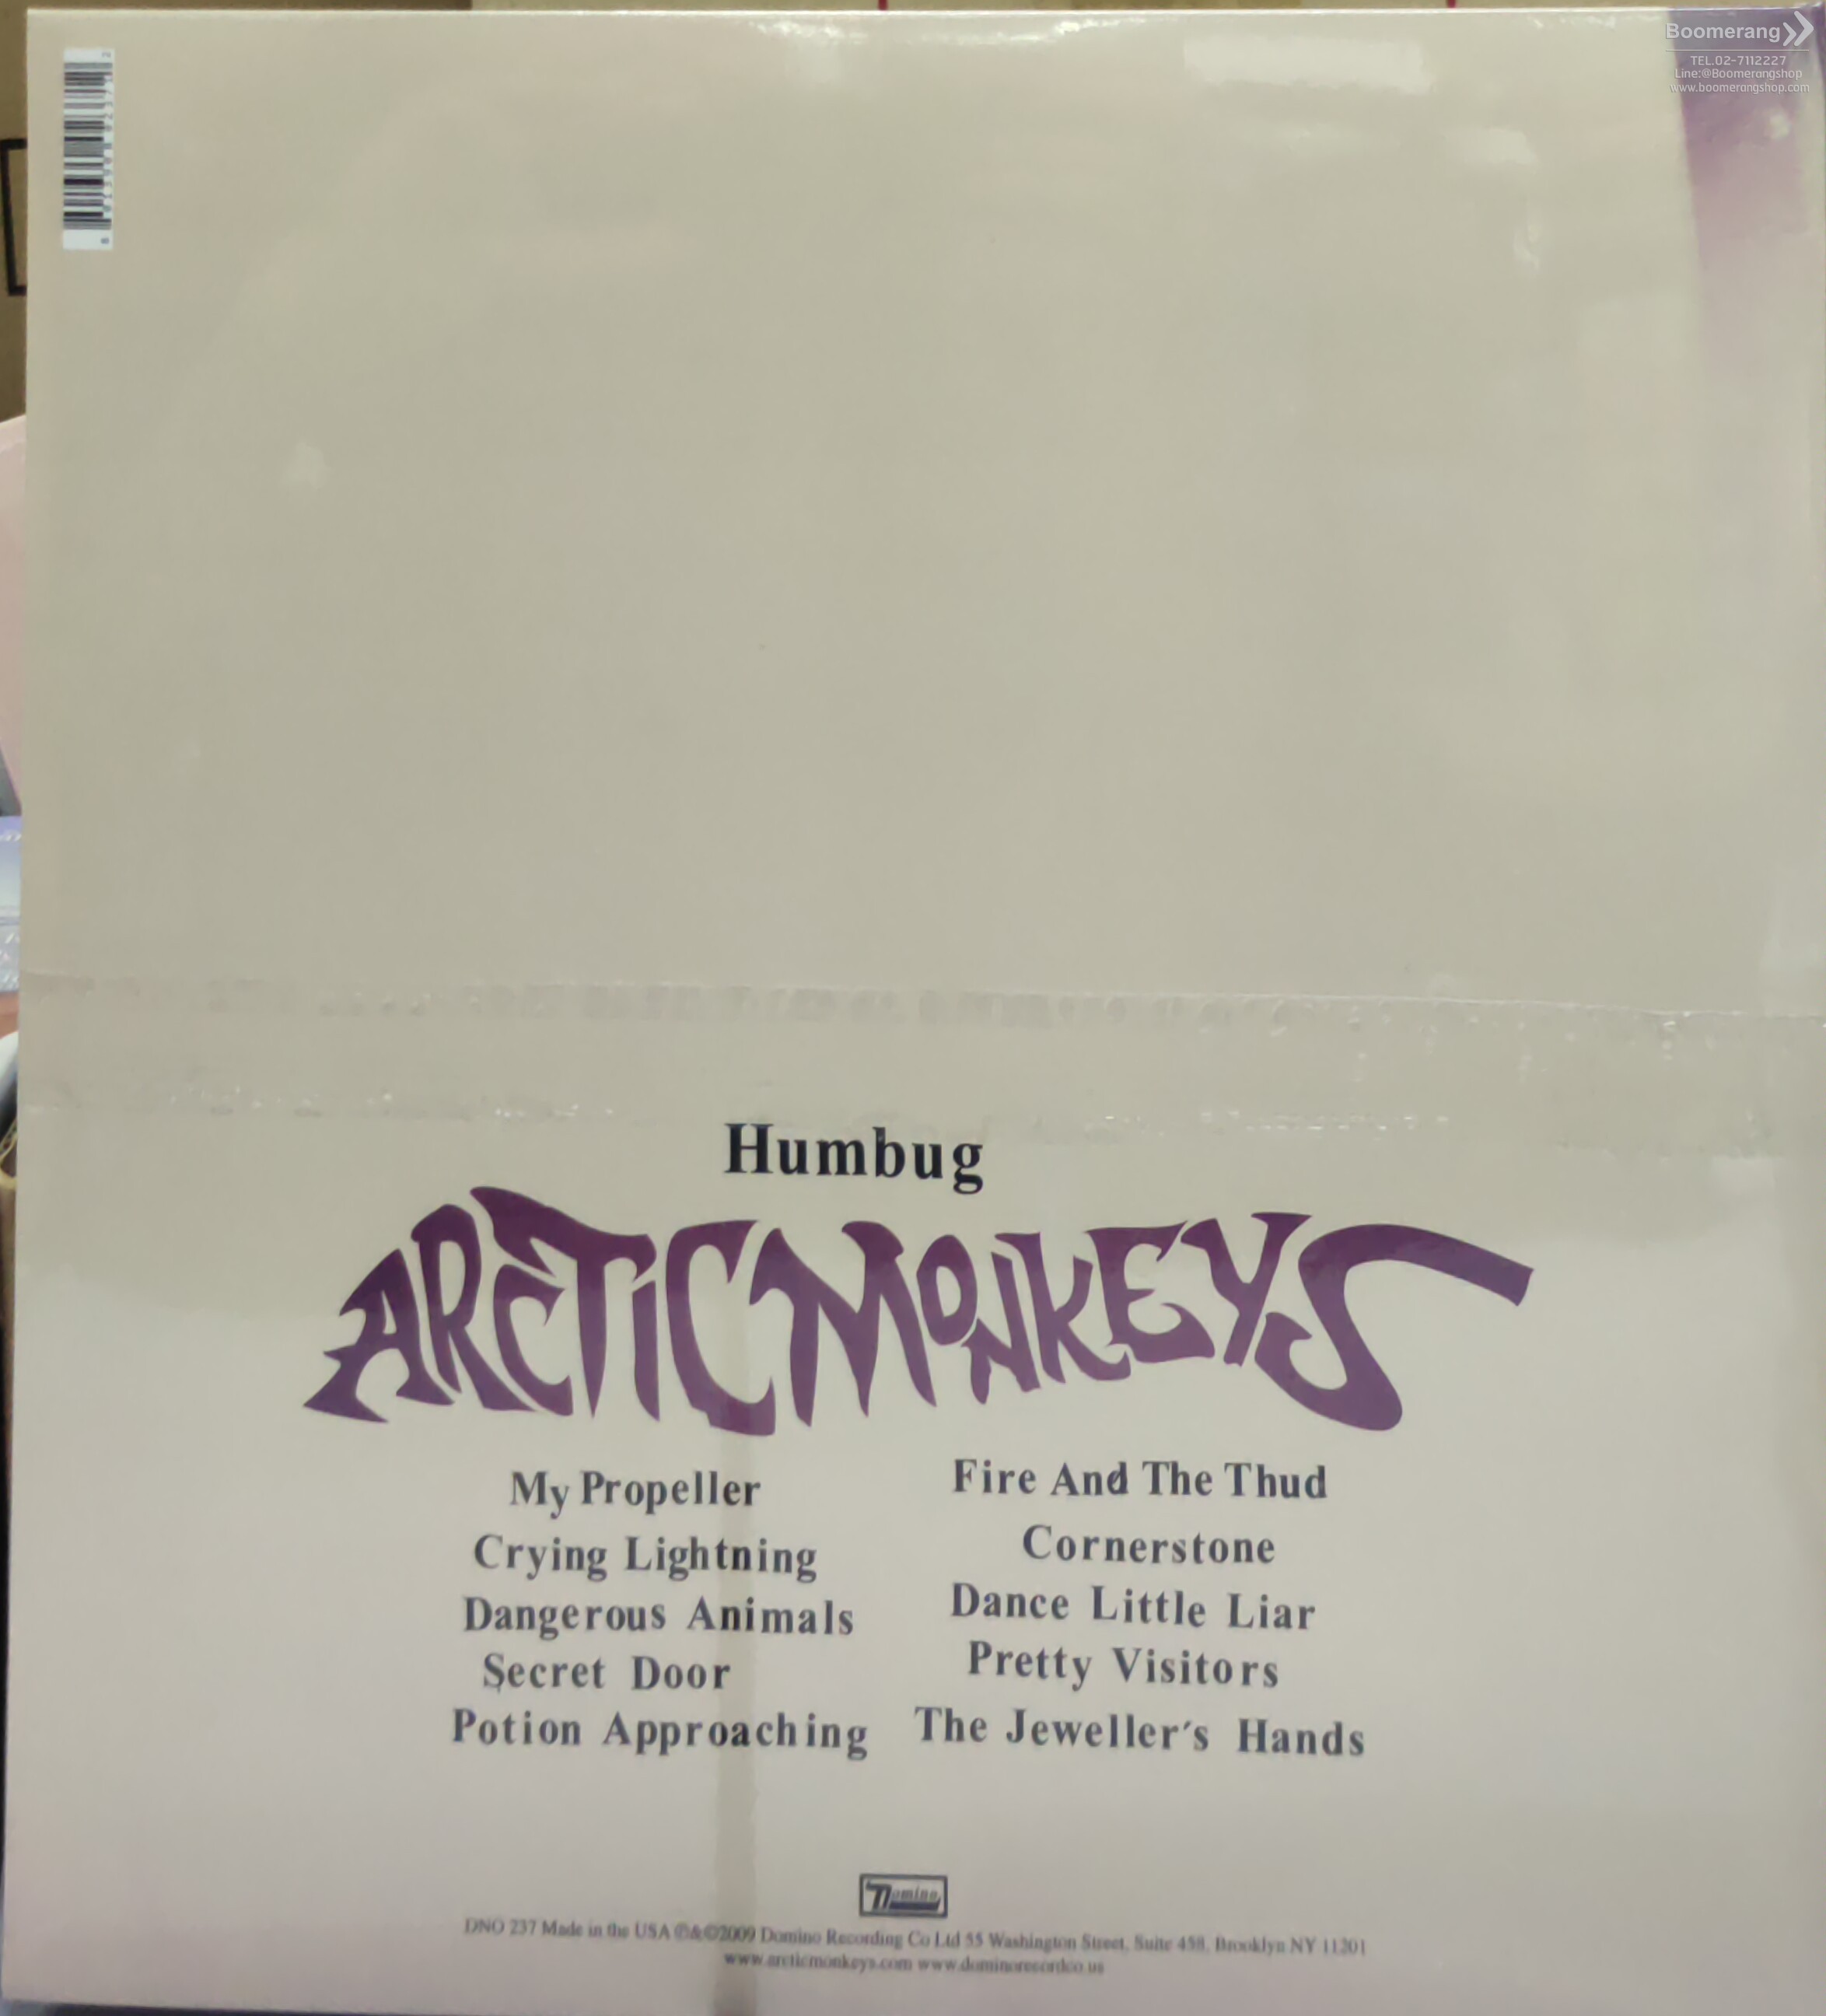 Boomerang
TEL.02-7112227
Line:@Boomerangshop
www.boomerangshop.com
Humbug
ARCTIC MONKEYS
My Propeller
Crying Lightning
Dangerous Animals
Secret Door
Potion Approaching
Fire And The Thud
Cornerstone
Dance Little Liar
Pretty Visitors
The Jeweller's Hands
Domino
DNO 237 Made in the USA ℗&©2009 Domino Recording Co Ltd 55 Washington Street, Suite 458, Brooklyn NY 11201
www.arcticmonkeys.com www.dominorecordco.us